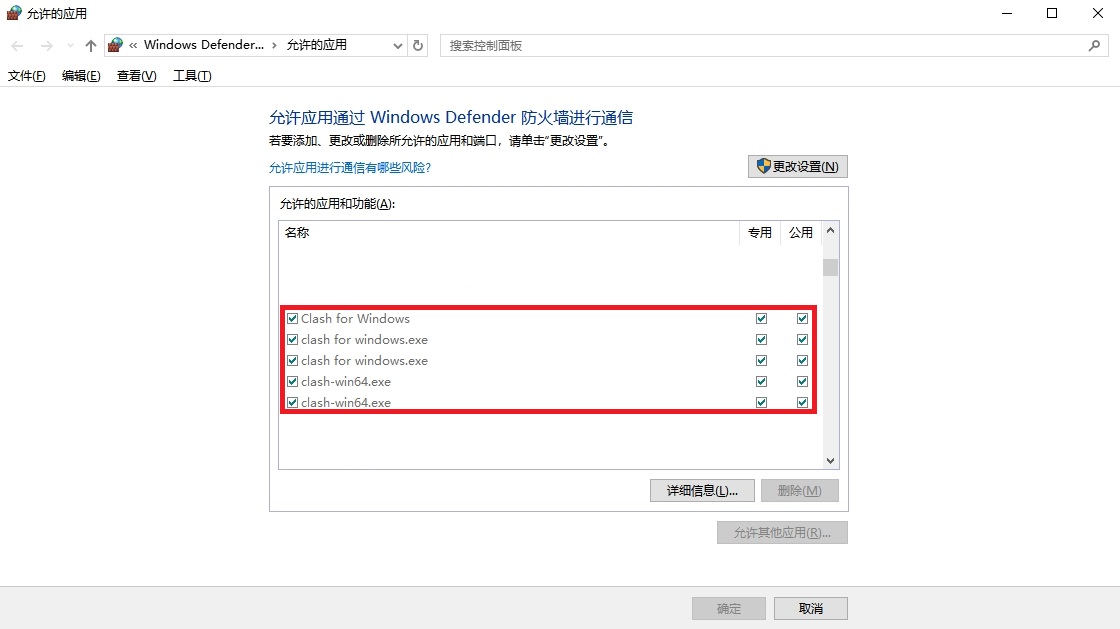 允许的应用
« Windows Defender... › 允许的应用
搜索控制面板
文件(F) 编辑(E) 查看(V) 工具(T)
允许应用通过 Windows Defender 防火墙进行通信
若要添加、更改或删除所允许的应用和端口，请单击"更改设置"。
允许应用进行通信有哪些风险?
更改设置(N)
允许的应用和功能(A):
名称 专用 公用
Clash for Windows
clash for windows.exe
clash for windows.exe
clash-win64.exe
clash-win64.exe
详细信息(L)... 删除(M)
允许其他应用(R)...
确定 取消